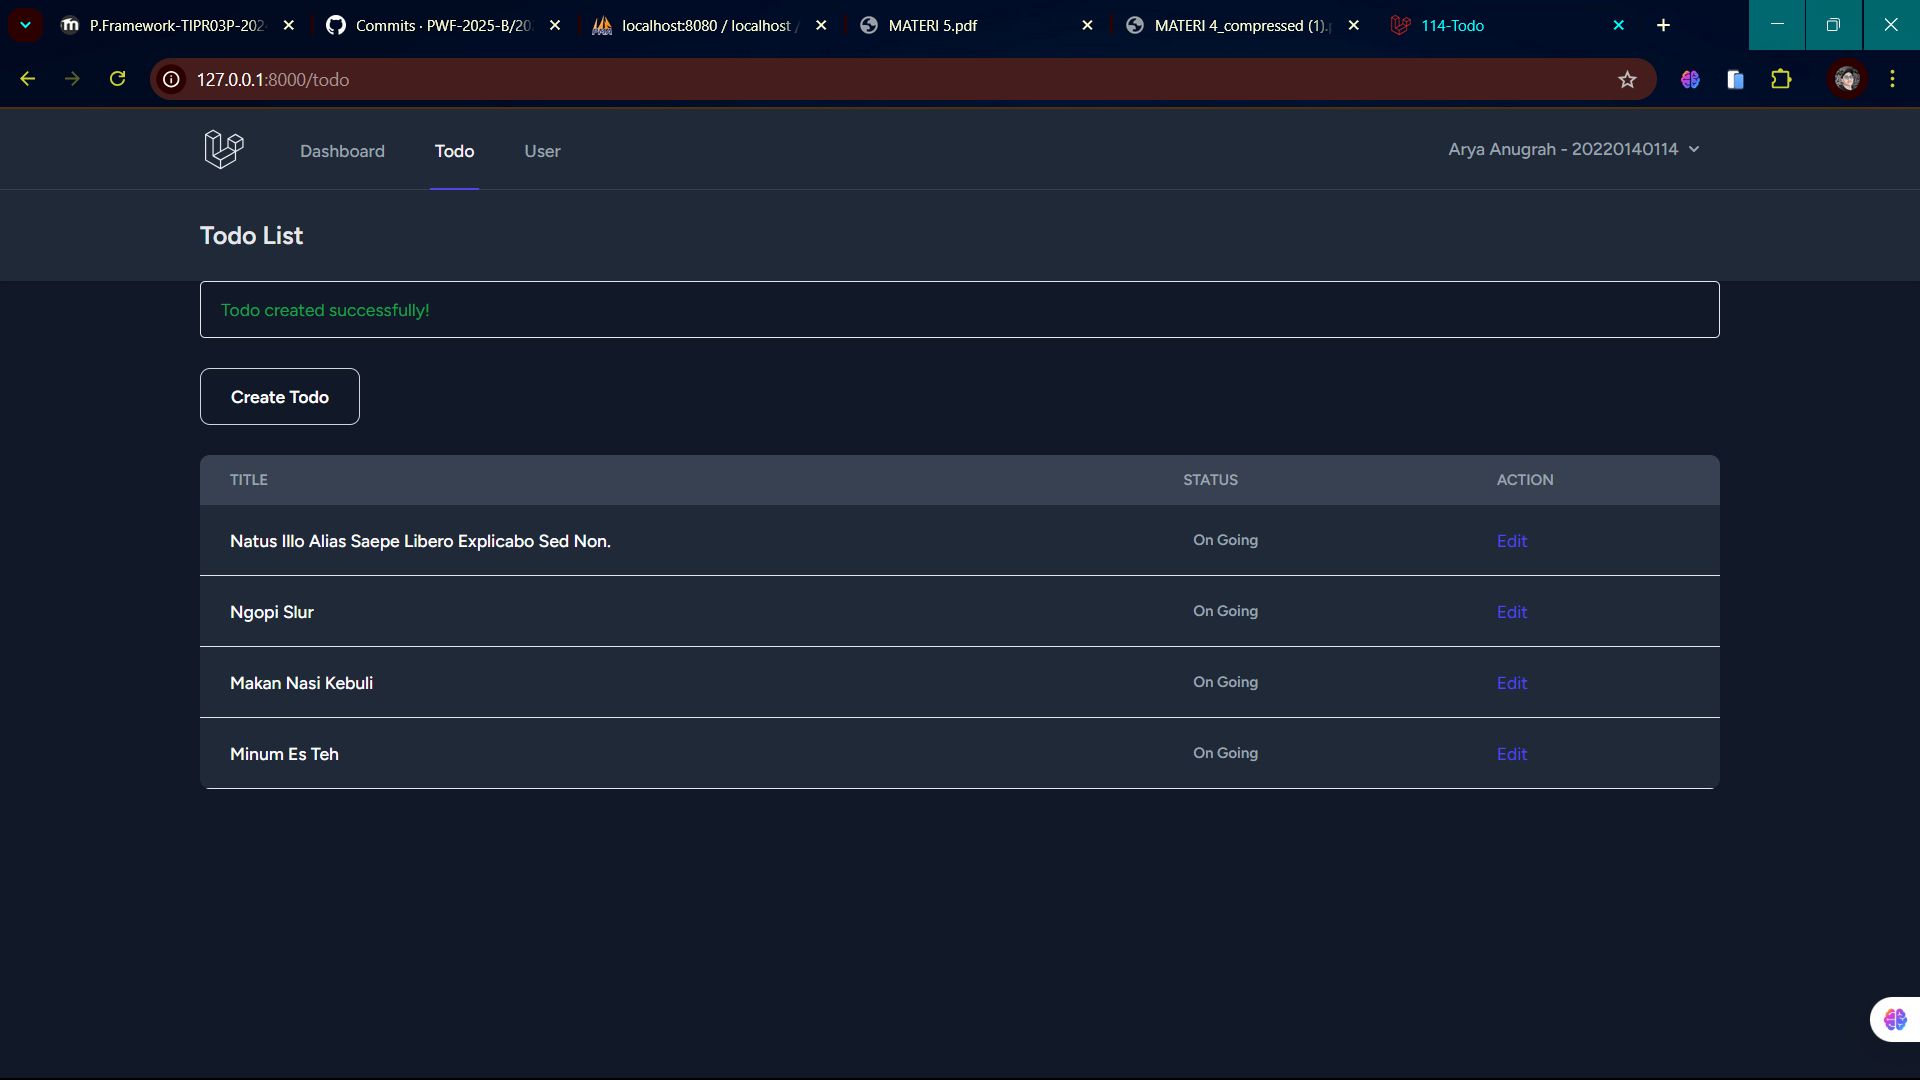 P.Framework-TIPR03P-202
Commits · PWF-2025-B/20
localhost:8080 / localhost /
MATERI 5.pdf
MATERI 4_compressed (1).p
114-Todo
127.0.0.1:8000/todo
Dashboard
Todo
User
Arya Anugrah - 20220140114
Todo List
Todo created successfully!
Create Todo
TITLE STATUS ACTION
Natus Illo Alias Saepe Libero Explicabo Sed Non. On Going Edit
Ngopi Slur On Going Edit
Makan Nasi Kebuli On Going Edit
Minum Es Teh On Going Edit